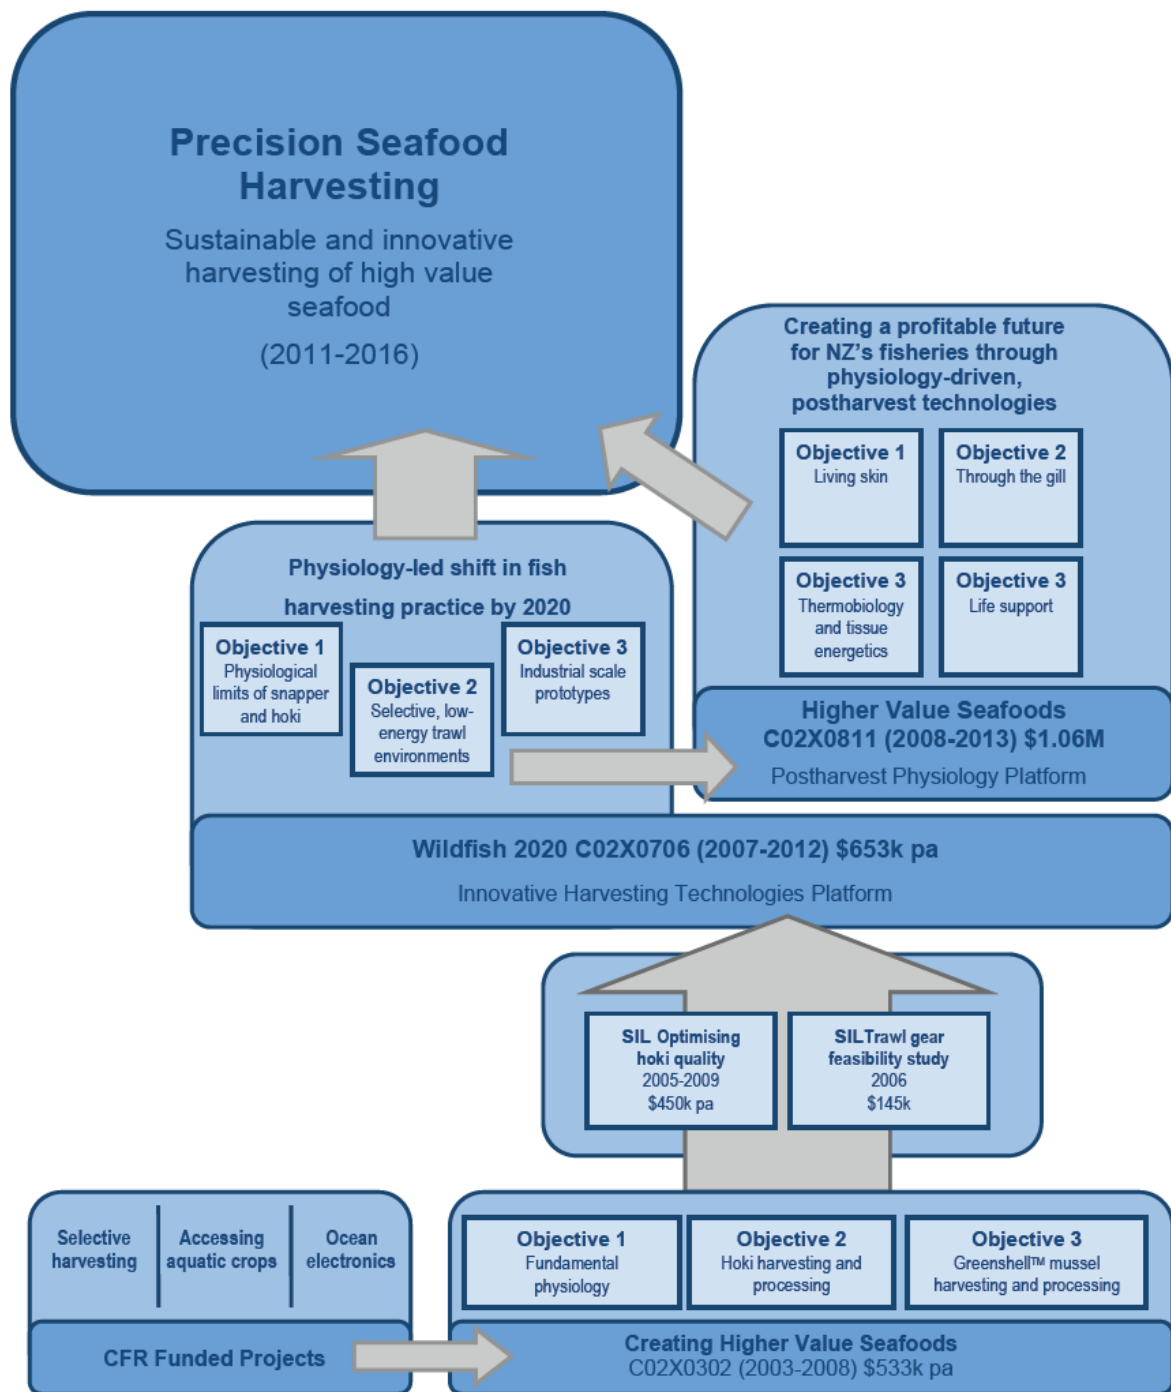 Precision Seafood
Harvesting
Sustainable and innovative
harvesting of high value
seafood
(2011-2016)
Creating a profitable future
for NZ's fisheries through
physiology-driven,
postharvest technologies
Objective 1
Living skin
Objective 2
Through the gill
Objective 3
Thermobiology
and tissue
energetics
Objective 3
Life support
Higher Value Seafoods
C02X0811 (2008-2013) $1.06M
Postharvest Physiology Platform
Physiology-led shift in fish
harvesting practice by 2020
Objective 1
Physiological
limits of snapper
and hoki
Objective 2
Selective, low-
energy trawl
environments
Objective 3
Industrial scale
prototypes
Wildfish 2020 C02X0706 (2007-2012) $653k pa
Innovative Harvesting Technologies Platform
SIL Optimising
hoki quality
2005-2009
$450k pa
SILTrawl gear
feasibility study
2006
$145k
Selective
harvesting
Accessing
aquatic crops
Ocean
electronics
CFR Funded Projects
Objective 1
Fundamental
physiology
Objective 2
Hoki harvesting and
processing
Objective 3
Greenshell™ mussel
harvesting and processing
Creating Higher Value Seafoods
C02X0302 (2003-2008) $533k pa